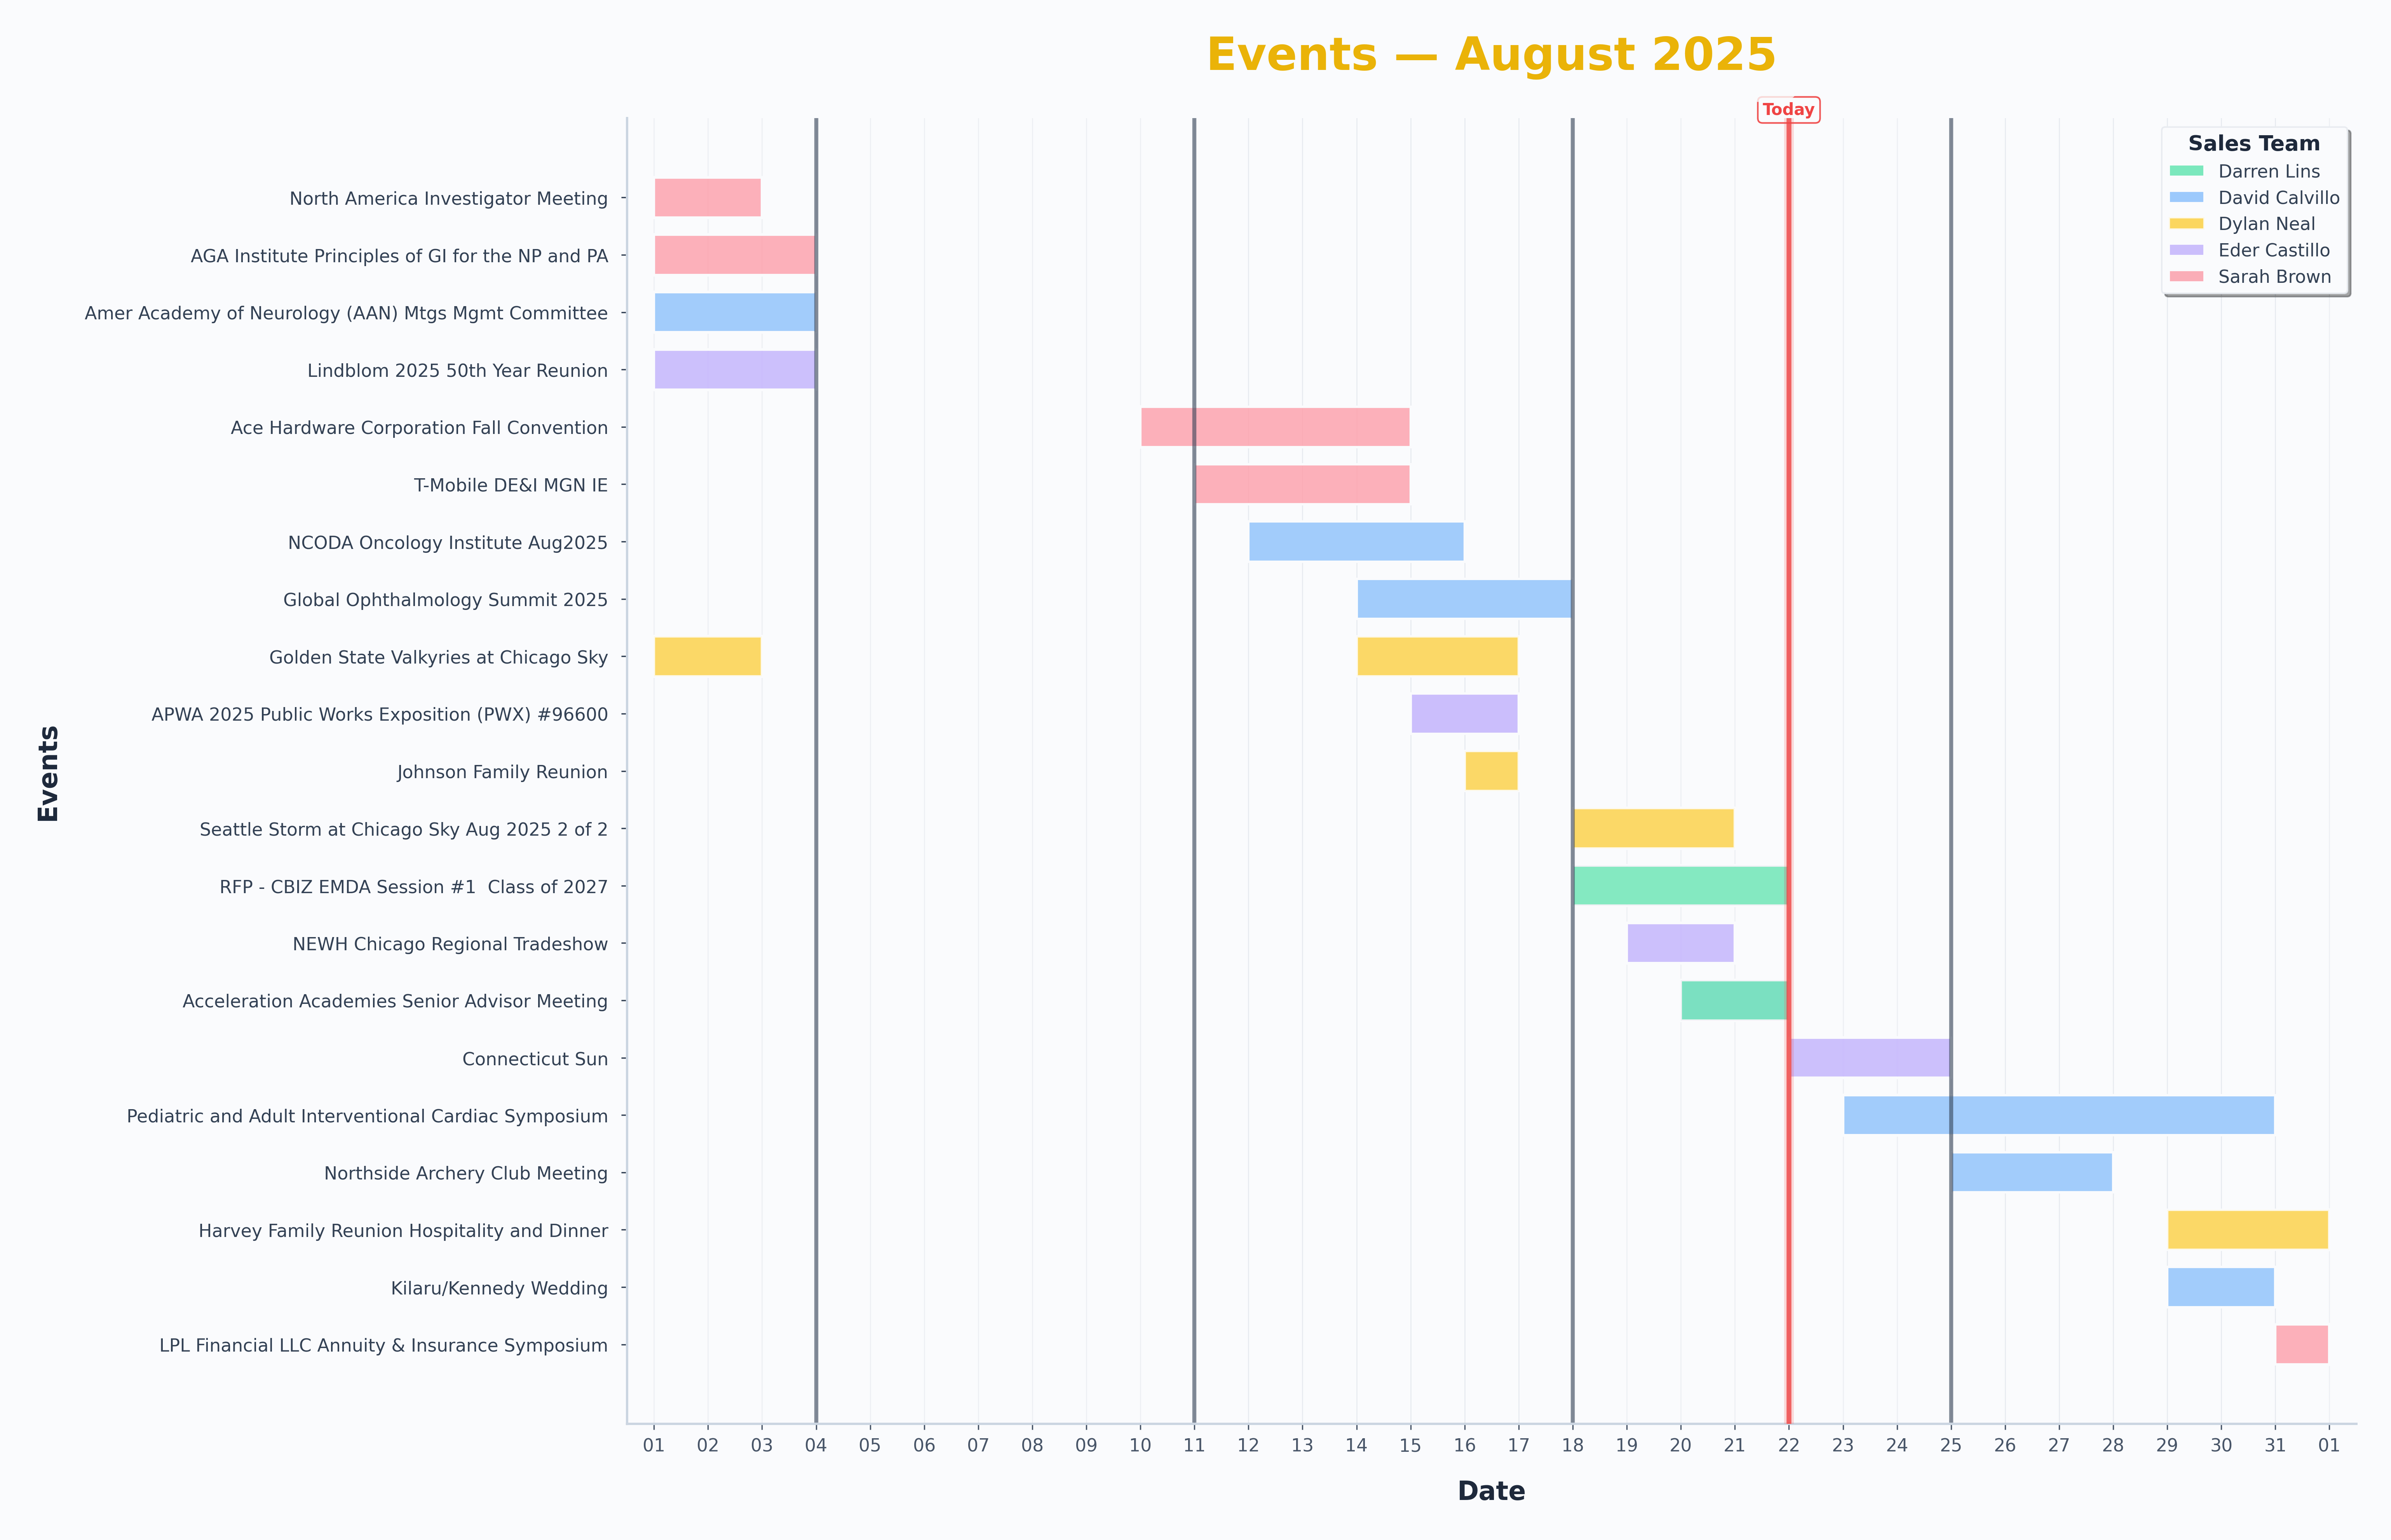 Events — August 2025
Today
Sales Team
Darren Lins
David Calvillo
Dylan Neal
Eder Castillo
Sarah Brown
North America Investigator Meeting
AGA Institute Principles of GI for the NP and PA
Amer Academy of Neurology (AAN) Mtgs Mgmt Committee
Lindblom 2025 50th Year Reunion
Ace Hardware Corporation Fall Convention
T-Mobile DE&I MGN IE
NCODA Oncology Institute Aug2025
Global Ophthalmology Summit 2025
Golden State Valkyries at Chicago Sky
APWA 2025 Public Works Exposition (PWX) #96600
Johnson Family Reunion
Seattle Storm at Chicago Sky Aug 2025 2 of 2
RFP - CBIZ EMDA Session #1  Class of 2027
NEWH Chicago Regional Tradeshow
Acceleration Academies Senior Advisor Meeting
Connecticut Sun
Pediatric and Adult Interventional Cardiac Symposium
Northside Archery Club Meeting
Harvey Family Reunion Hospitality and Dinner
Kilaru/Kennedy Wedding
LPL Financial LLC Annuity & Insurance Symposium
Events
01 02 03 04 05 06 07 08 09 10 11 12 13 14 15 16 17 18 19 20 21 22 23 24 25 26 27 28 29 30 31 01
Date